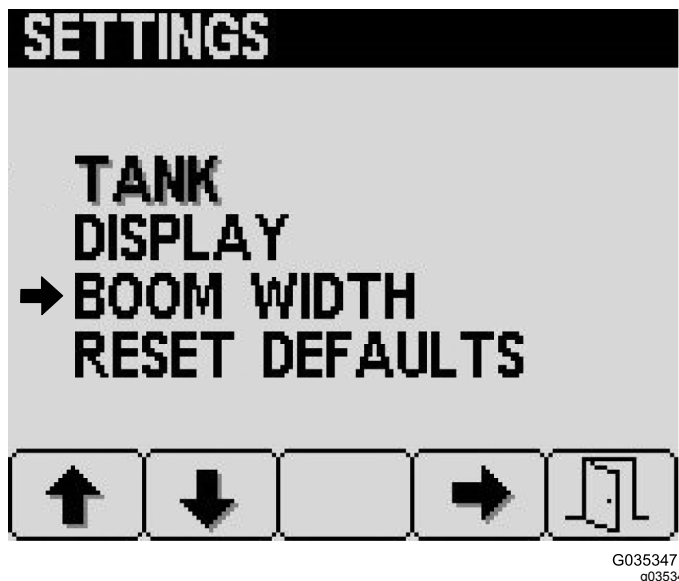 SETTINGS
TANK
DISPLAY
BOOM WIDTH
RESET DEFAULTS
G035347